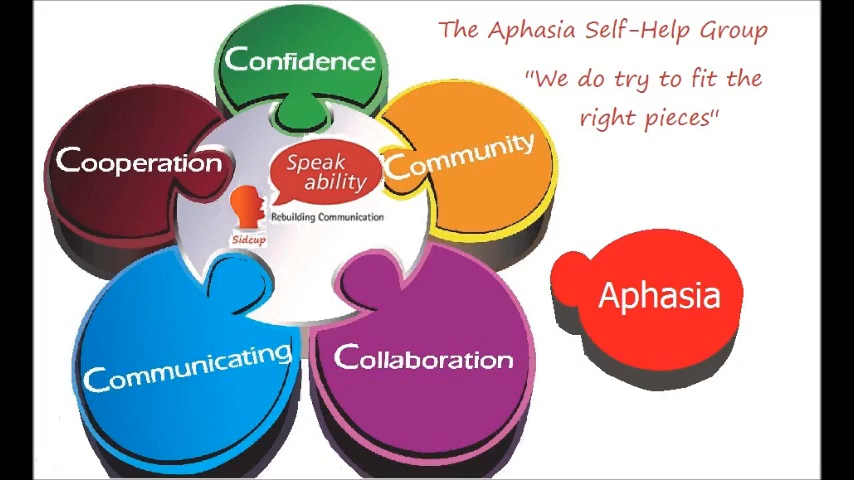 The Aphasia Self-Help Group
"We do try to fit the
right pieces"
Confidence
Cooperation
Community
Speak
ability
Rebuilding Communication
Sidcup
Aphasia
Communicating
Collaboration